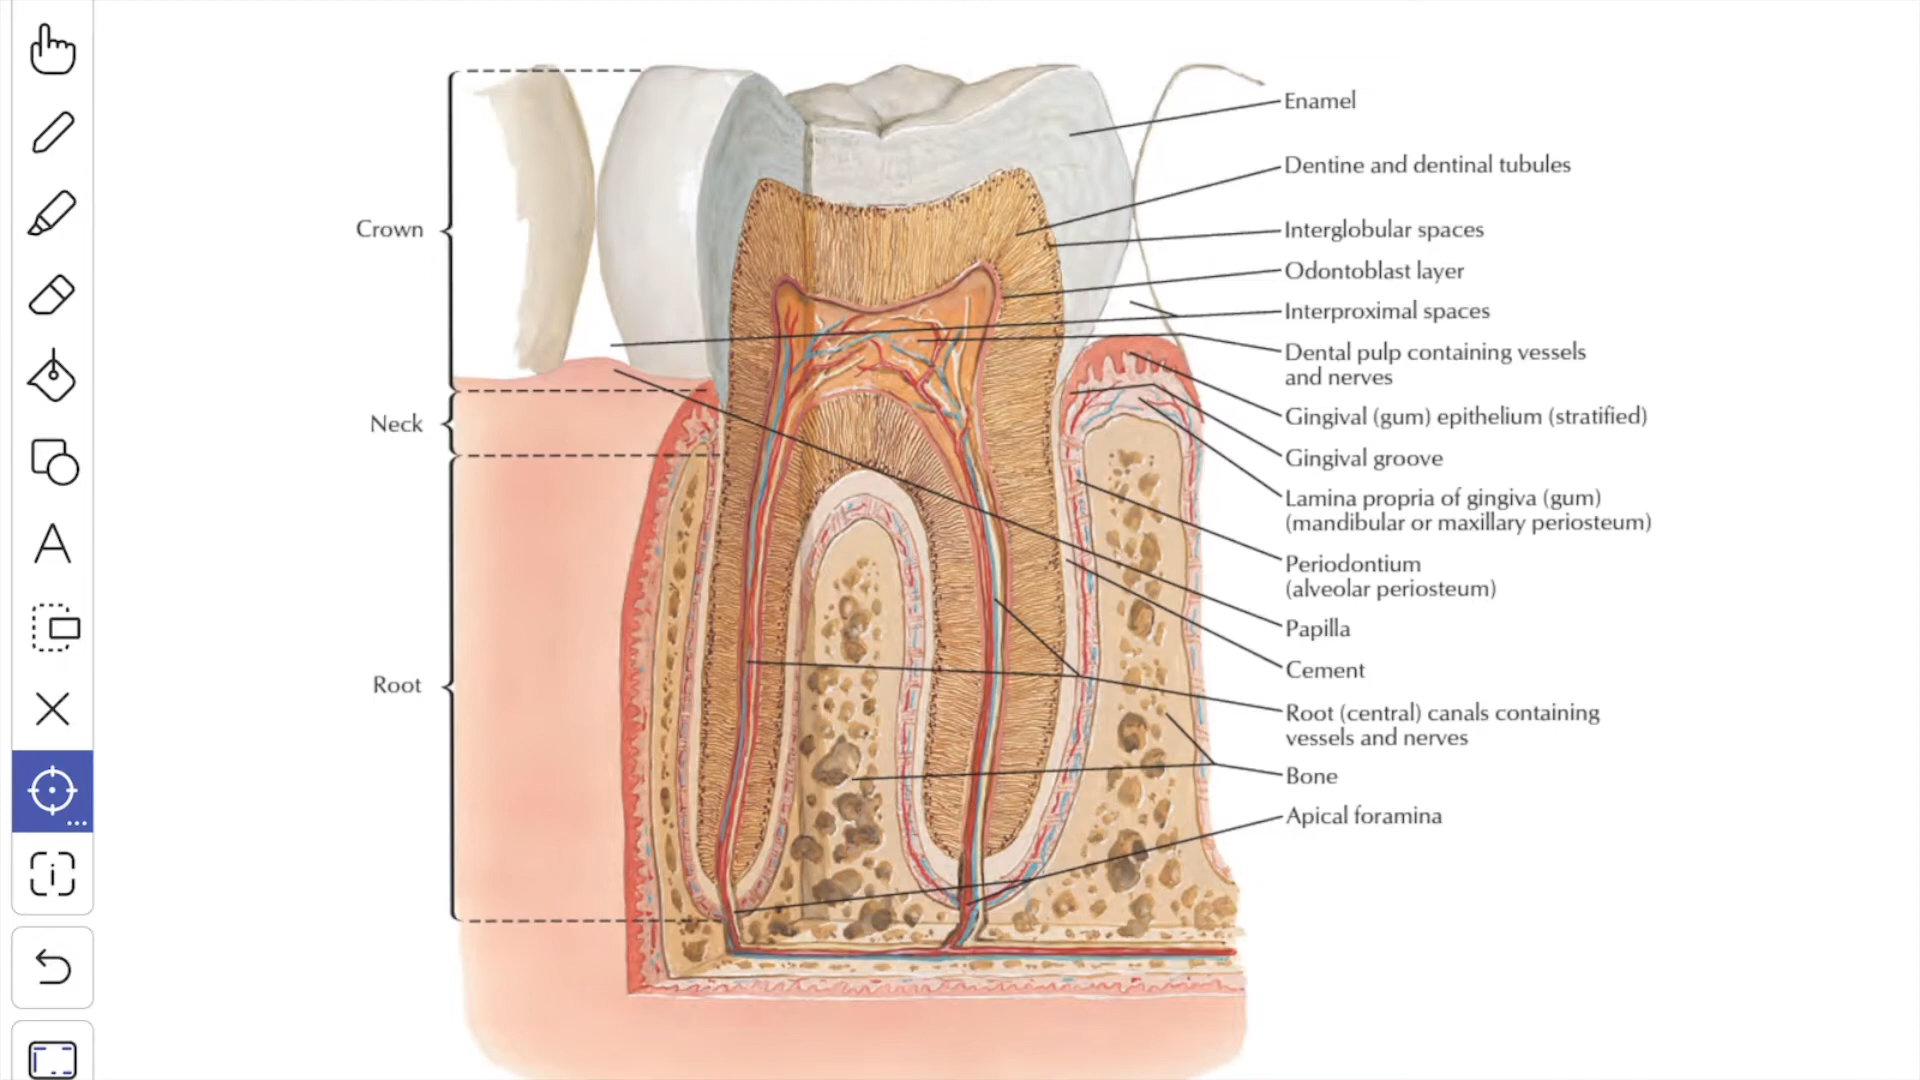 Enamel
Dentine and dentinal tubules
Interglobular spaces
Odontoblast layer
Interproximal spaces
Dental pulp containing vessels
and nerves
Gingival (gum) epithelium (stratified)
Gingival groove
Lamina propria of gingiva (gum)
(mandibular or maxillary periosteum)
Periodontium
(alveolar periosteum)
Papilla
Cement
Root (central) canals containing
vessels and nerves
Bone
Apical foramina
Crown
Neck
Root